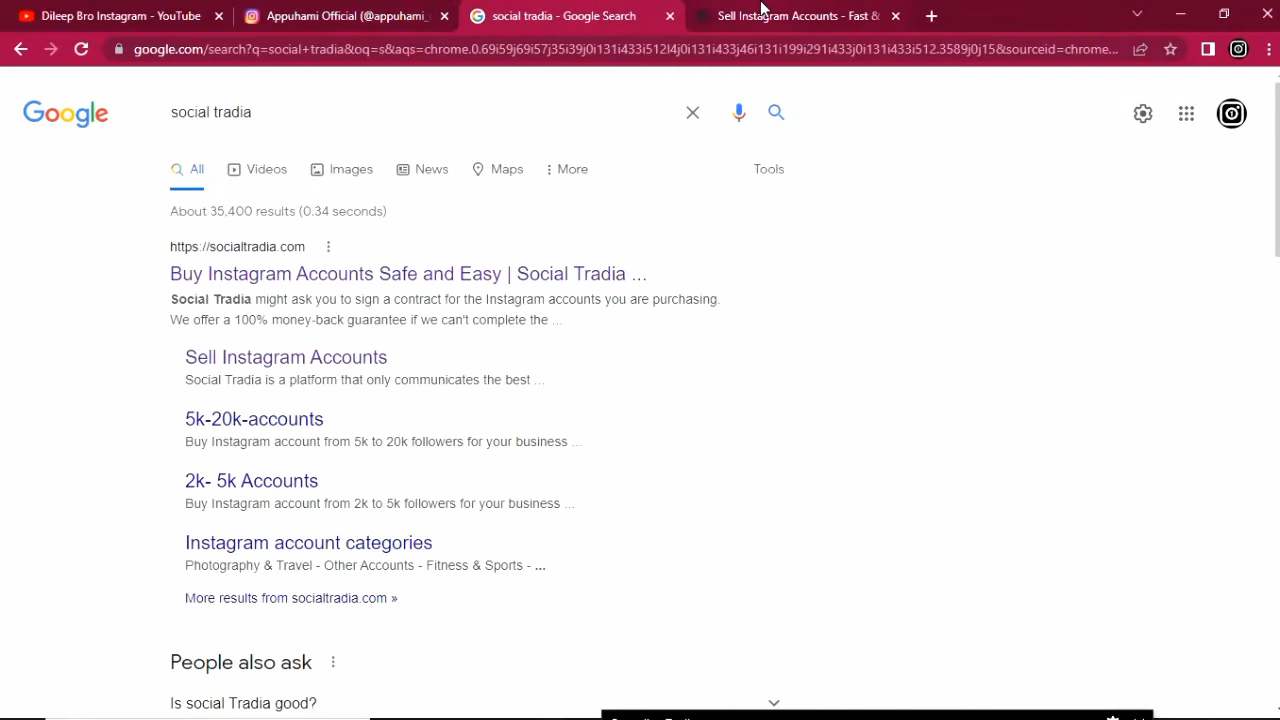 Dileep Bro Instagram - YouTube
Appuhami Official (@appuhami_
social tradia - Google Search
Sell Instagram Accounts - Fast &
google.com/search?q=social+tradia&oq=s&aqs=chrome.0.69i59j69i57j35i39j0i131i433i512l4j0i131i433j46i131i199i291i433j0i131i433i512.3589j0j15&sourceid=chrome...
Google
social tradia
All
Videos
Images
News
Maps
More
Tools
About 35,400 results (0.34 seconds)
https://socialtradia.com
Buy Instagram Accounts Safe and Easy | Social Tradia ...
Social Tradia might ask you to sign a contract for the Instagram accounts you are purchasing.
We offer a 100% money-back guarantee if we can't complete the ...
Sell Instagram Accounts
Social Tradia is a platform that only communicates the best ...
5k-20k-accounts
Buy Instagram account from 5k to 20k followers for your business ...
2k- 5k Accounts
Buy Instagram account from 2k to 5k followers for your business ...
Instagram account categories
Photography & Travel - Other Accounts - Fitness & Sports - ...
More results from socialtradia.com »
People also ask
Is social Tradia good?